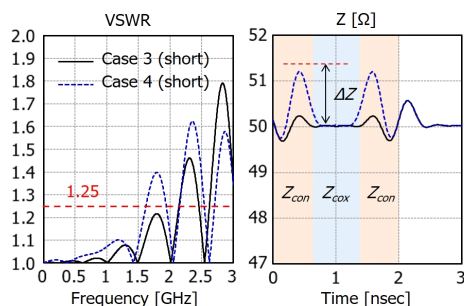 VSWR
2.0
1.9
1.8
1.7
1.6
1.5
1.4
1.3
1.2
1.1
1.0
Case 3 (short)
Case 4 (short)
1.25
0 0.5 1 1.5 2 2.5 3
Frequency [GHz]
Z [Ω]
52
51
50
49
48
47
ΔZ
Zcon Zcox Zcon
0 1 2 3
Time [nsec]